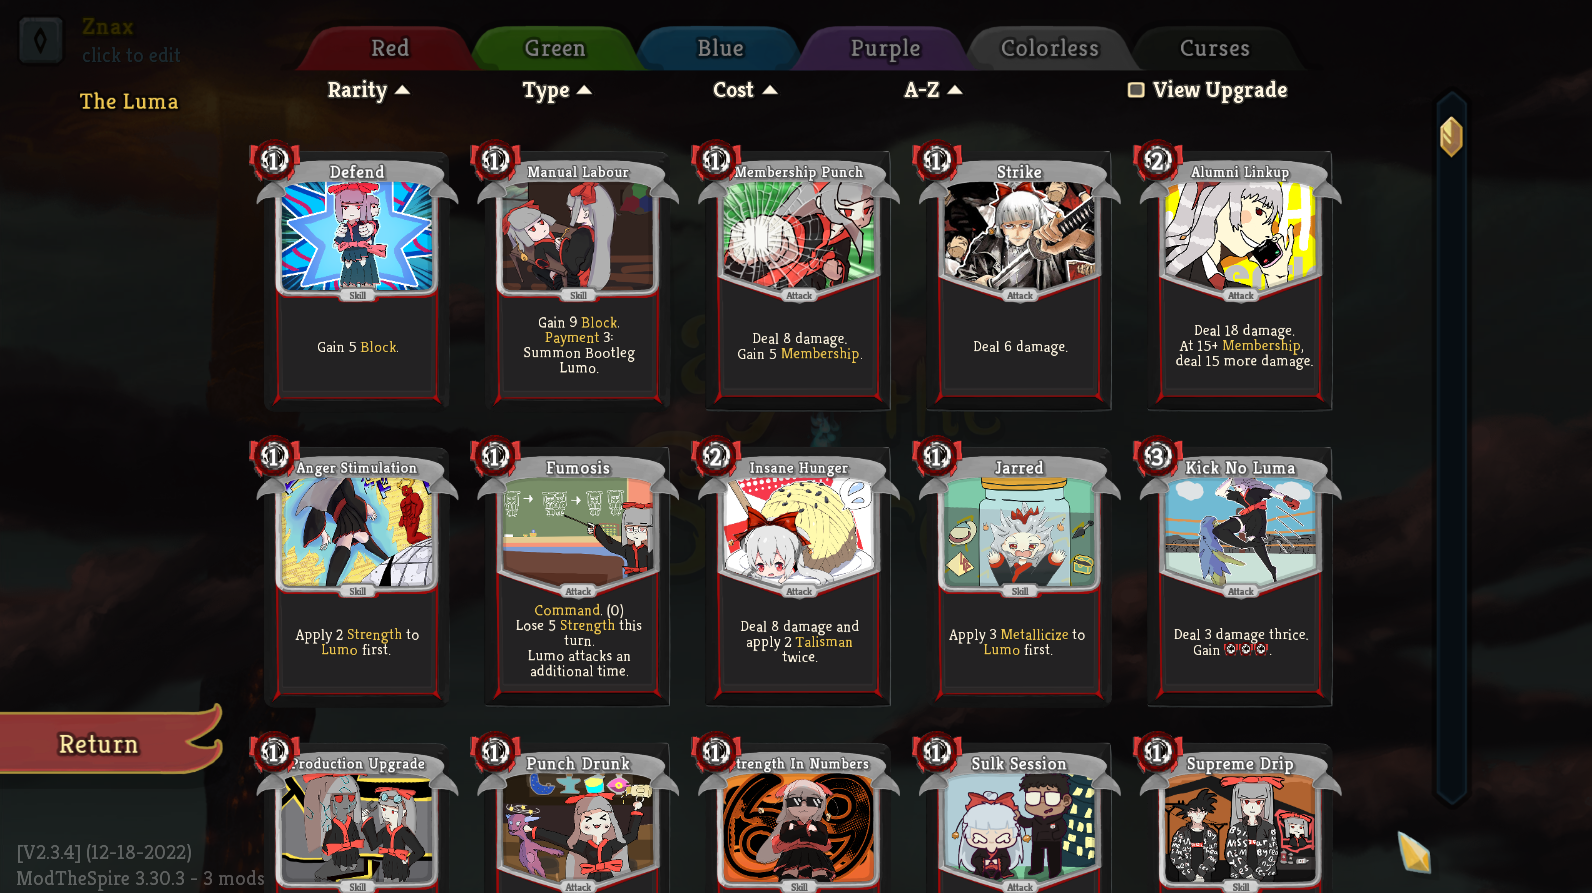 Znax
click to edit
The Luma
Red
Green
Blue
Purple
Colorless
Curses
Rarity
Type
Cost
A-Z
View Upgrade
1
Defend
Skill
Gain 5 Block.
1
Manual Labour
Skill
Gain 9 Block.
Payment 3:
Summon Bootleg
Lumo.
1
Membership Punch
Attack
Deal 8 damage.
Gain 5 Membership.
1
Strike
Attack
Deal 6 damage.
2
Alumni Linkup
Attack
Deal 18 damage.
At 15+ Membership,
deal 15 more damage.
1
Anger Stimulation
Skill
Apply 2 Strength to
Lumo first.
1
Fumosis
Attack
Command. (0)
Lose 5 Strength this
turn.
Lumo attacks an
additional time.
2
Insane Hunger
Attack
Deal 8 damage and
apply 2 Talisman
twice.
1
Jarred
Skill
Apply 3 Metallicize to
Lumo first.
3
Kick No Luma
Attack
Deal 3 damage thrice.
Gain
1
Production Upgrade
Skill
1
Punch Drunk
Attack
1
trength In Numbers
Skill
1
Sulk Session
Attack
1
Supreme Drip
Skill
Return
[V2.3.4] (12-18-2022)
ModTheSpire 3.30.3 - 3 mods